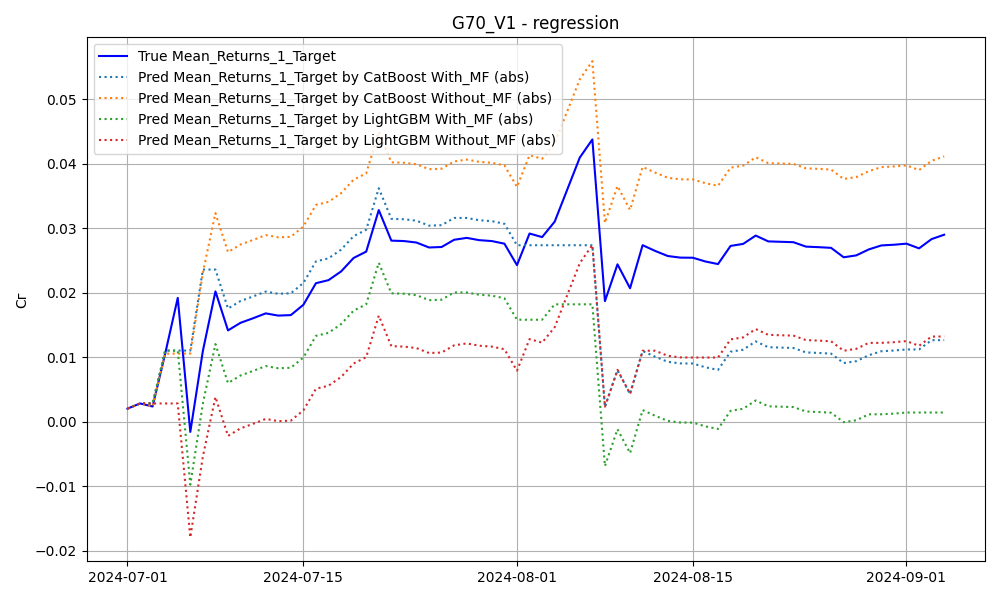 G70_V1 - regression
True Mean_Returns_1_Target
Pred Mean_Returns_1_Target by CatBoost With_MF (abs)
Pred Mean_Returns_1_Target by CatBoost Without_MF (abs)
Pred Mean_Returns_1_Target by LightGBM With_MF (abs)
Pred Mean_Returns_1_Target by LightGBM Without_MF (abs)
Cr
0.05
0.04
0.03
0.02
0.01
0.00
−0.01
−0.02
2024-07-01
2024-07-15
2024-08-01
2024-08-15
2024-09-01